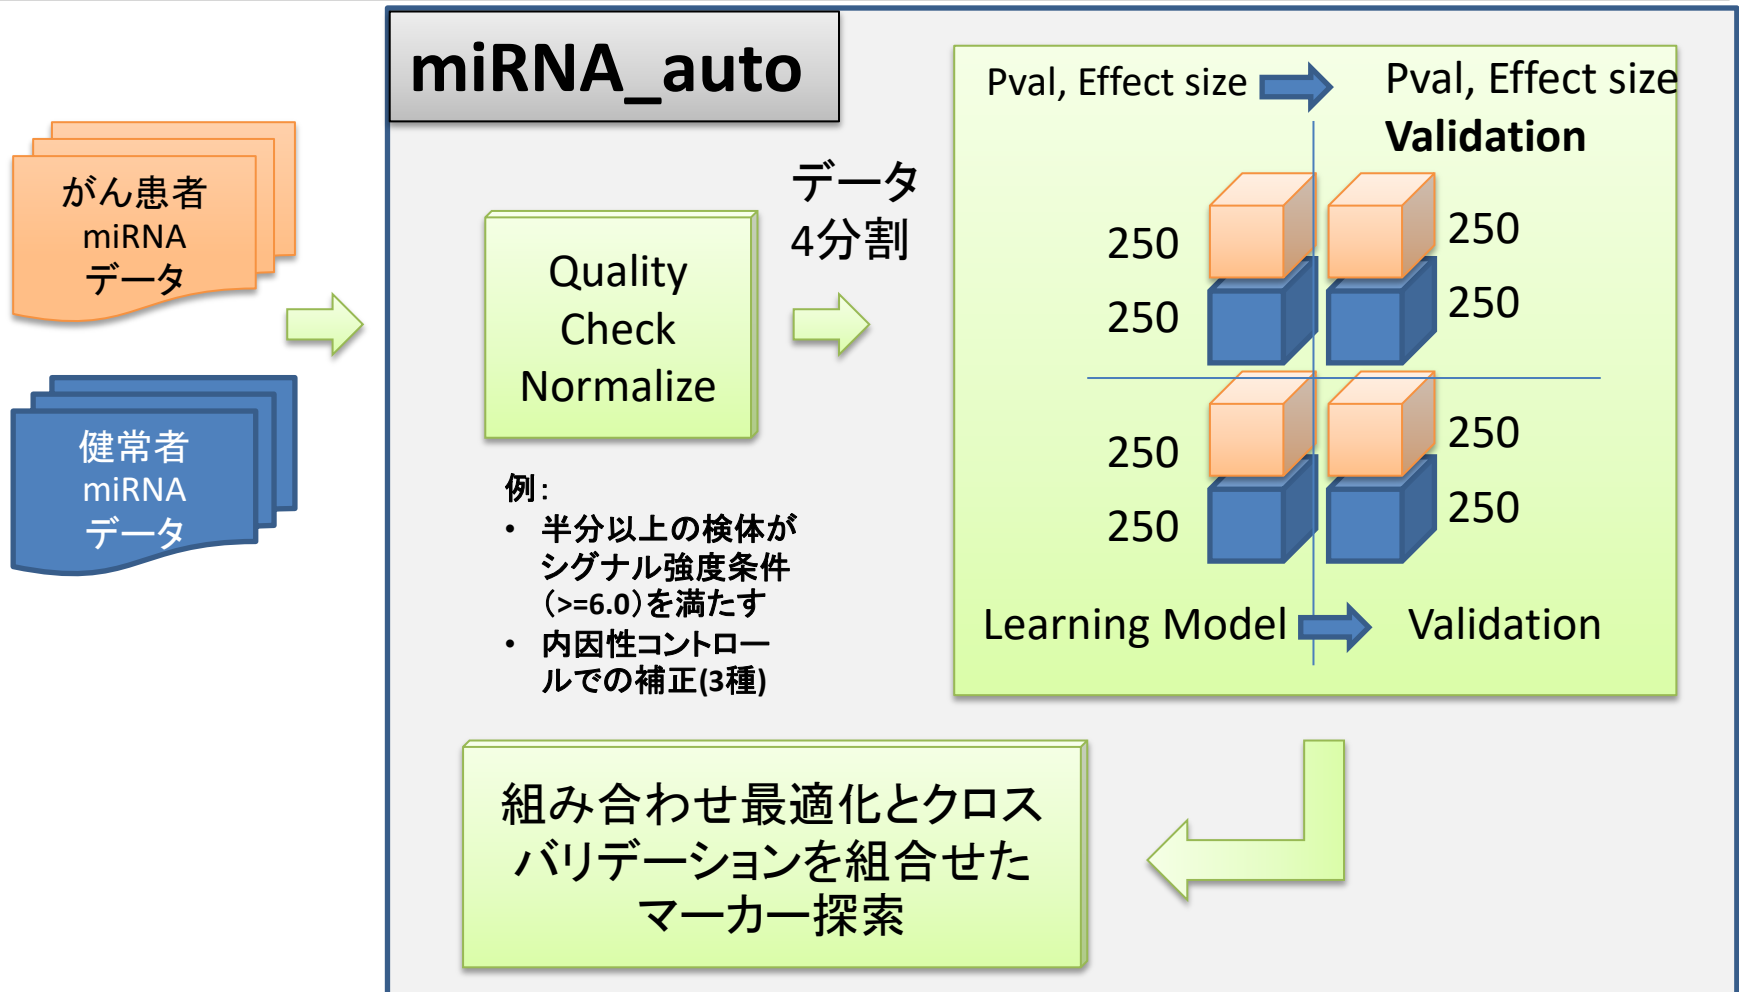 miRNA_auto
がん患者
miRNA
データ
健常者
miRNA
データ
Quality
Check
Normalize
データ
4分割
例：
• 半分以上の検体が
シグナル強度条件
（>=6.0）を満たす
• 内因性コントロー
ルでの補正(3種)
Pval, Effect size
Pval, Effect size
Validation
250
250
250
250
250
250
250
250
Learning Model
Validation
組み合わせ最適化とクロス
バリデーションを組合せた
マーカー探索